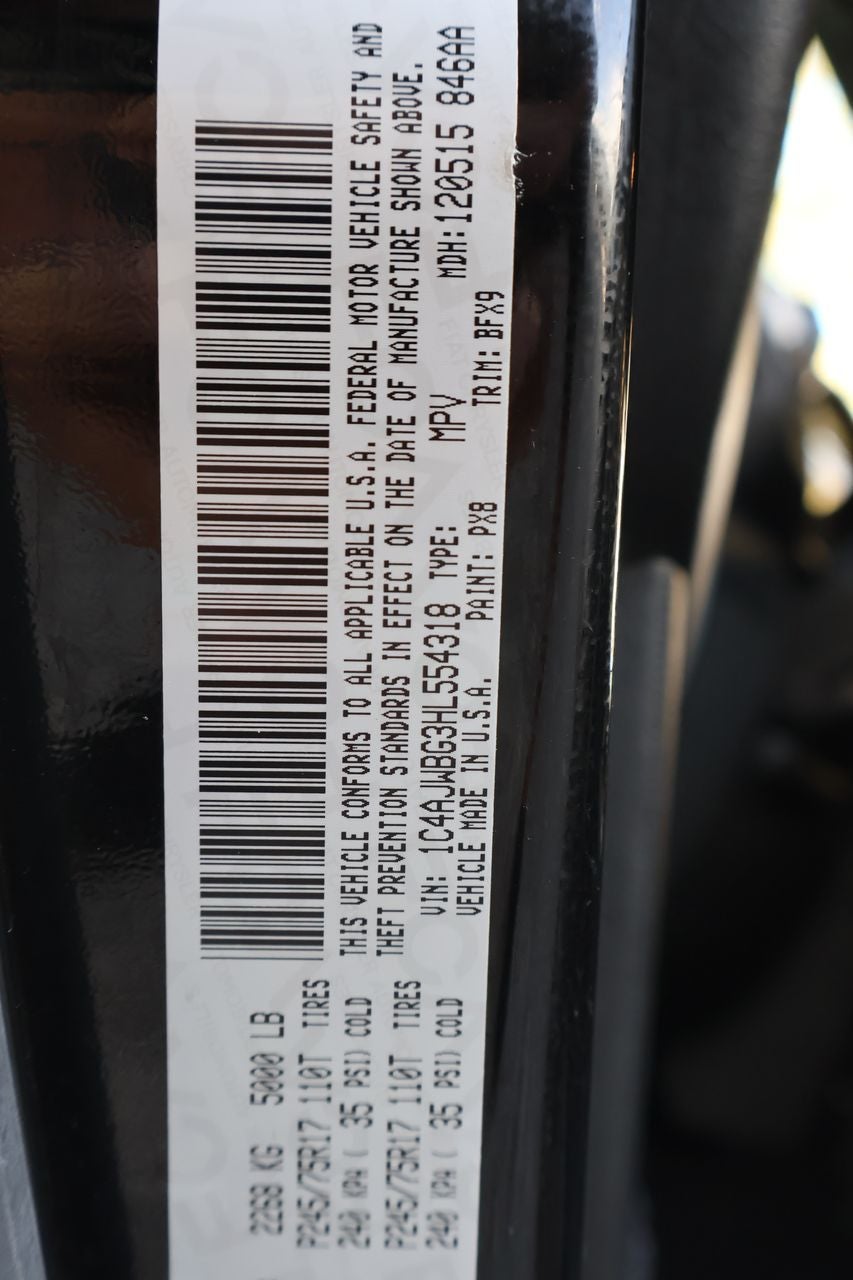 2268 KG 5000 LB
P245/75R17 110T TIRES
240 KPA ( 35 PSI) COLD
P245/75R17 110T TIRES
240 KPA ( 35 PSI) COLD
THIS VEHICLE CONFORMS TO ALL APPLICABLE U.S.A. FEDERAL MOTOR VEHICLE SAFETY AND
THEFT PREVENTION STANDARDS IN EFFECT ON THE DATE OF MANUFACTURE SHOWN ABOVE.
VIN: 1C4AJWBG3HL554318 TYPE: MPV MDH:120515 846AA
VEHICLE MADE IN U.S.A. PAINT: PX8 TRIM: BFX9